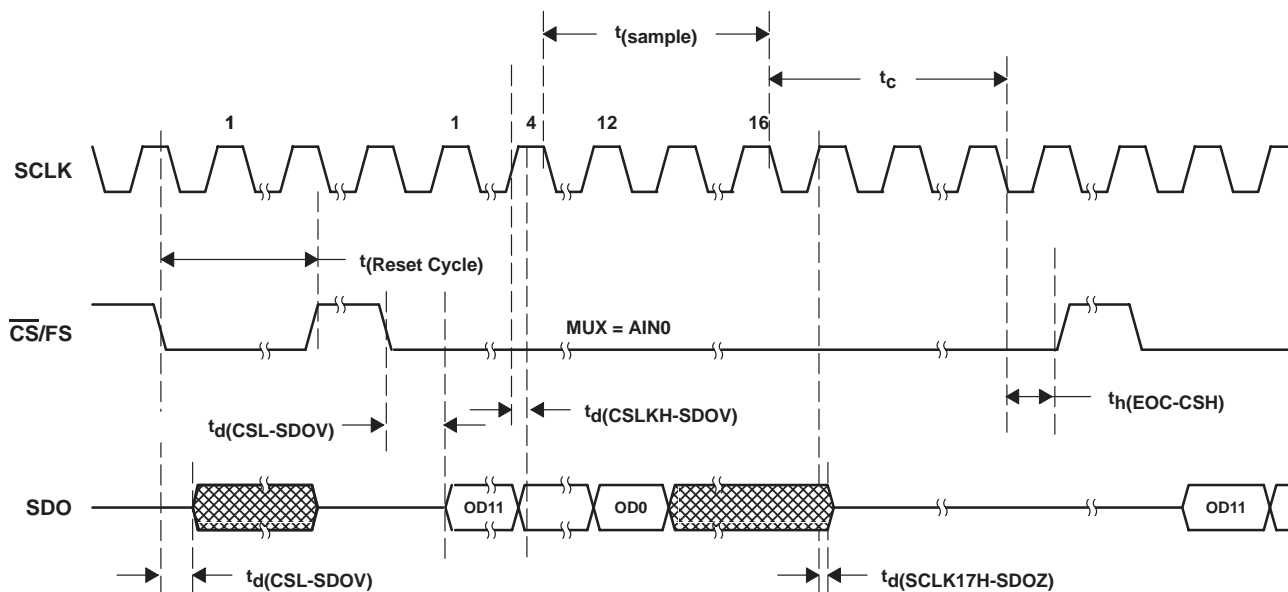 t(sample)
tc
1 1 4 12 16
SCLK
t(Reset Cycle)
CS/FS
MUX = AIN0
td(CSL-SDOV)
td(CSLKH-SDOV)
th(EOC-CSH)
SDO
OD11
OD0
OD11
td(CSL-SDOV)
td(SCLK17H-SDOZ)